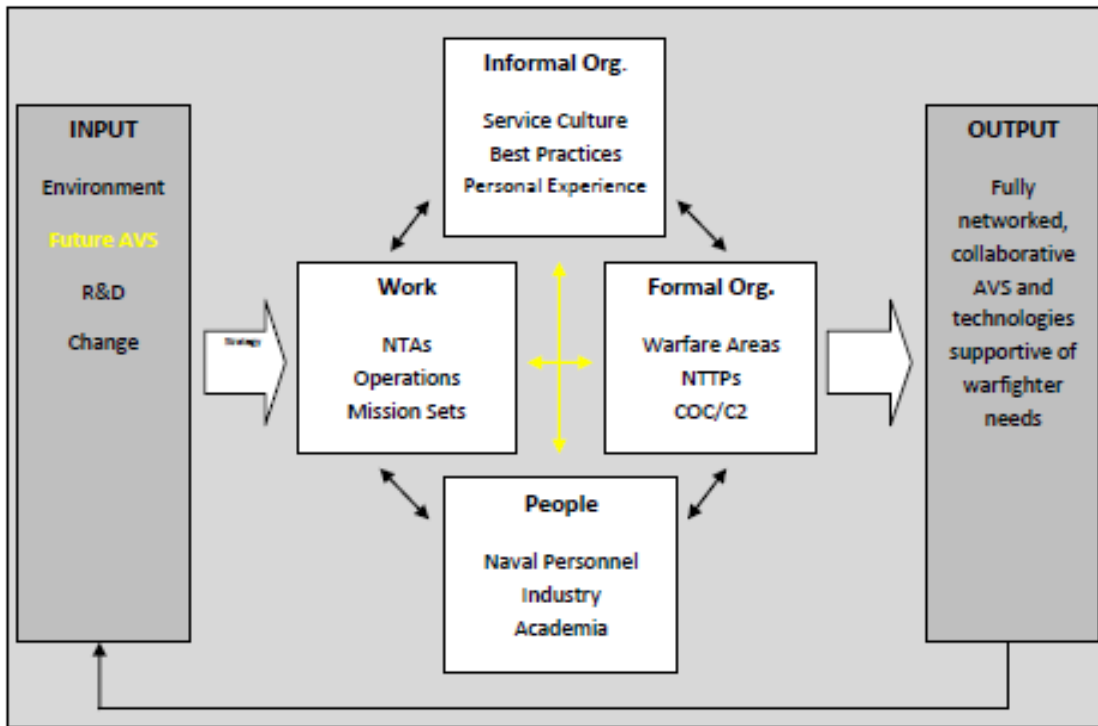 Informal Org.
Service Culture
Best Practices
Personal Experience
INPUT
Environment
Future AVS
R&D
Change
Strategy
Work
NTAs
Operations
Mission Sets
Formal Org.
Warfare Areas
NTTPs
COC/C2
People
Naval Personnel
Industry
Academia
OUTPUT
Fully
networked,
collaborative
AVS and
technologies
supportive of
warfighter
needs